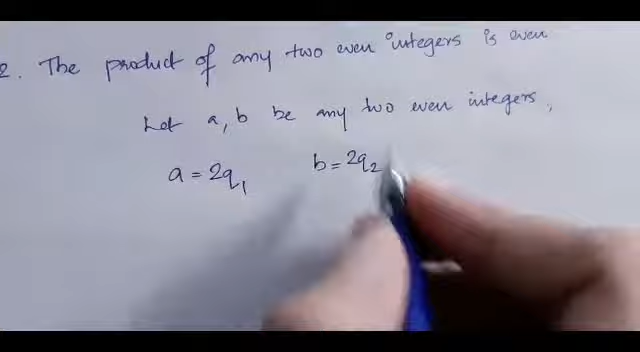 2. The product of any two even integers is even
Let a, b be any two even integers,
a = 2q₁ b = 2q₂